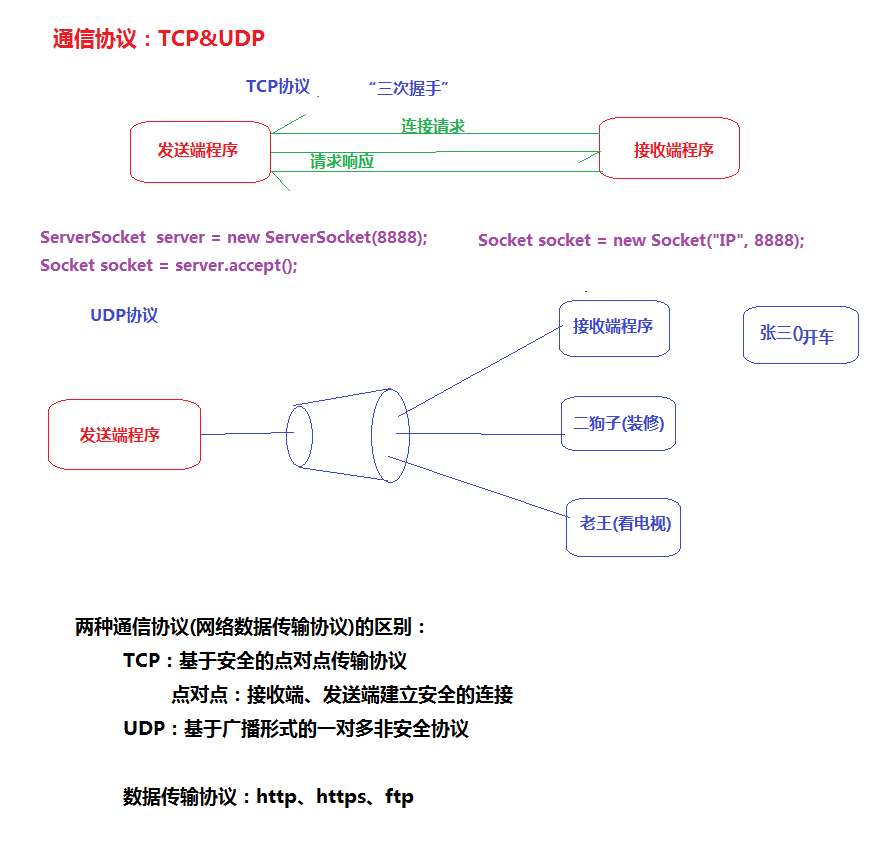 通信协议：TCP&UDP
TCP协议 “三次握手”
连接请求
发送端程序
接收端程序
请求响应
ServerSocket server = new ServerSocket(8888);
Socket socket = new Socket("IP", 8888);
Socket socket = server.accept();
UDP协议
接收端程序
张三()开车
发送端程序
二狗子(装修)
老王(看电视)
两种通信协议(网络数据传输协议)的区别：
TCP：基于安全的点对点传输协议
点对点：接收端、发送端建立安全的连接
UDP：基于广播形式的一对多非安全协议
数据传输协议：http、https、ftp